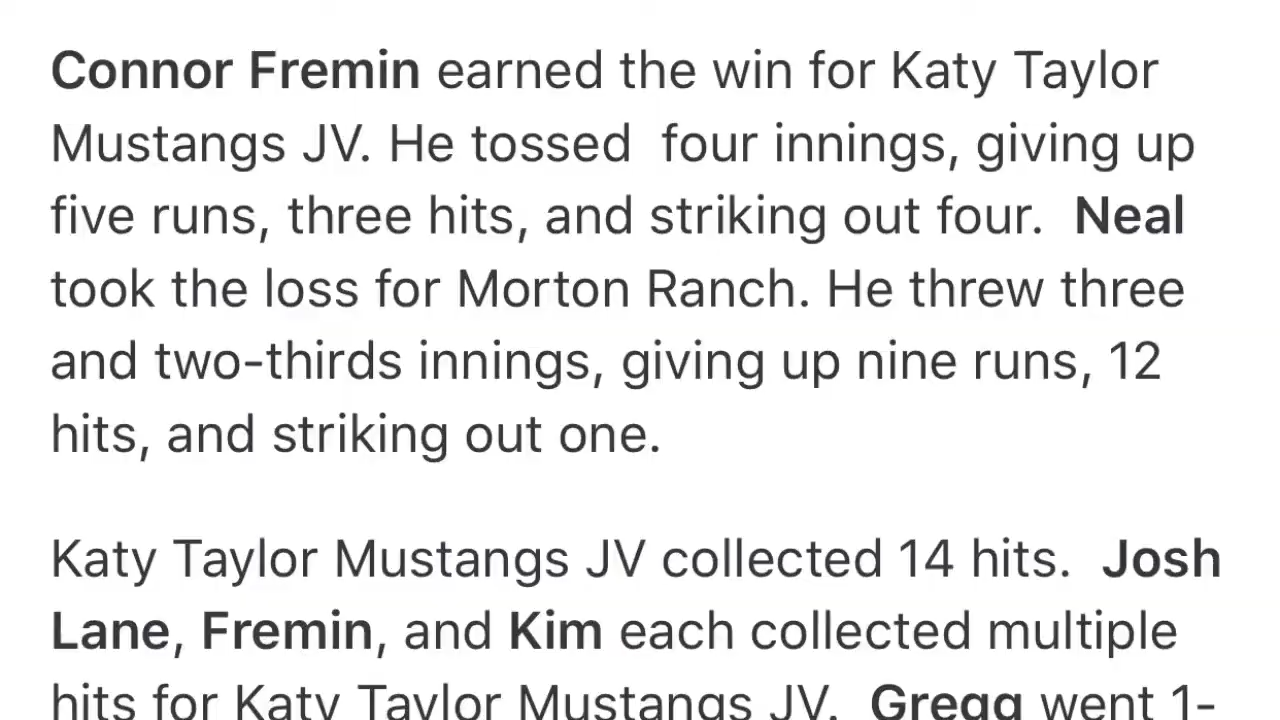 Connor Fremin earned the win for Katy Taylor
Mustangs JV. He tossed  four innings, giving up
five runs, three hits, and striking out four.  Neal
took the loss for Morton Ranch. He threw three
and two-thirds innings, giving up nine runs, 12
hits, and striking out one.
Katy Taylor Mustangs JV collected 14 hits.  Josh
Lane, Fremin, and Kim each collected multiple
hits for Katy Taylor Mustangs JV.  Gregg went 1-